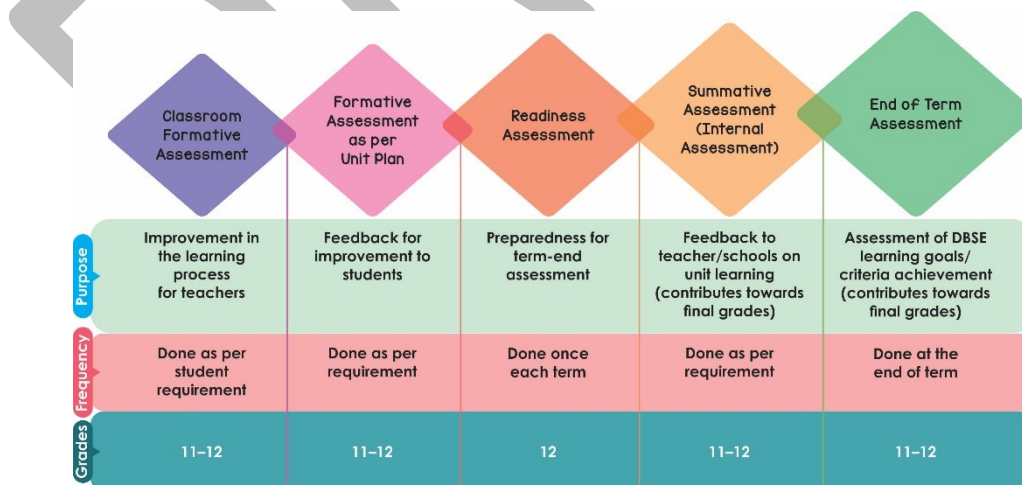 Classroom
Formative
Assessment
Formative
Assessment
as per
Unit Plan
Readiness
Assessment
Summative
Assessment
(Internal
Assessment)
End of Term
Assessment
Purpose
Improvement in
the learning
process
for teachers
Feedback for
improvement to
students
Preparedness for
term-end
assessment
Feedback to
teacher/schools on
unit learning
(contributes towards
final grades)
Assessment of DBSE
learning goals/
criteria achievement
(contributes towards
final grades)
Frequency
Done as per
student
requirement
Done as per
requirement
Done once
each term
Done as per
requirement
Done at the
end of term
Grades
11–12
11–12
12
11–12
11–12